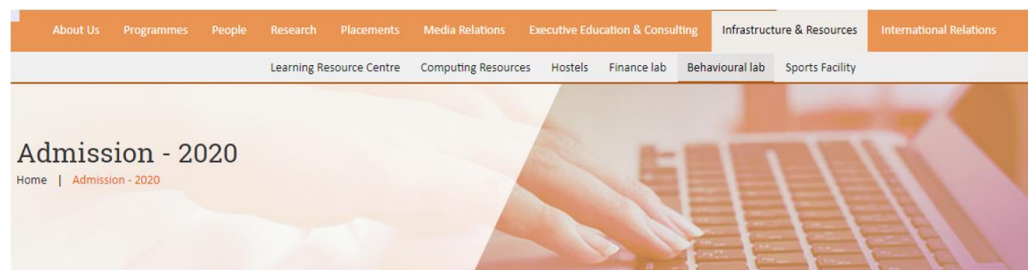 About Us Programmes People Research Placements Media Relations Executive Education & Consulting Infrastructure & Resources International Relations
Learning Resource Centre Computing Resources Hostels Finance lab Behavioural lab Sports Facility
Admission - 2020
Home | Admission - 2020